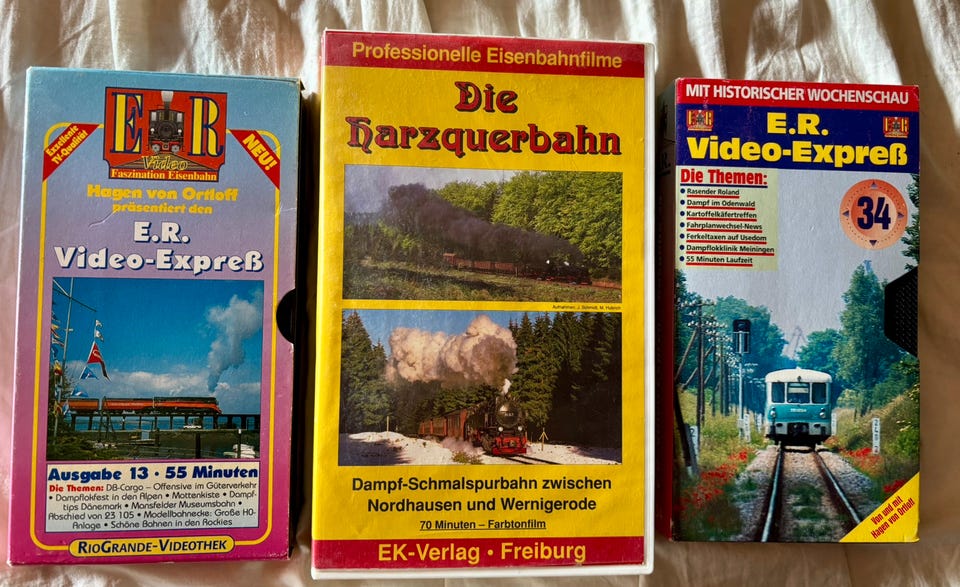 Exzellente
TV-Qualität
ER
Video
Faszination Eisenbahn
NEU!
Hagen von Ortloff
präsentiert den
E.R.
Video-Expreß
Ausgabe 13 • 55 Minuten
Die Themen: DB-Cargo – Offensive im Güterverkehr
• Dampflokfest in den Alpen • Mottenkiste • Dampf-
tips Dänemark • Mansfelder Museumsbahn •
Abschied von 23 105 • Modellbahnecke: Große H0-
Anlage • Schöne Bahnen in den Rockies
RIOGRANDE-VIDEOTHEK
Professionelle Eisenbahnfilme
Die
Harzquerbahn
Aufnahmen: J. Schmidt, M. Hubrich
Dampf-Schmalspurbahn zwischen
Nordhausen und Wernigerode
70 Minuten – Farbtonfilm
EK-Verlag • Freiburg
MIT HISTORISCHER WOCHENSCHAU
E.R.
Video-Expreß
Die Themen:
• Rasender Roland
• Dampf im Odenwald
• Kartoffelkäfertreffen
• Fahrplanwechsel-News
• Ferkeltaxen auf Usedom
• Dampflokklinik Meiningen
• 55 Minuten Laufzeit
34
Von und mit
Hagen von Ortloff